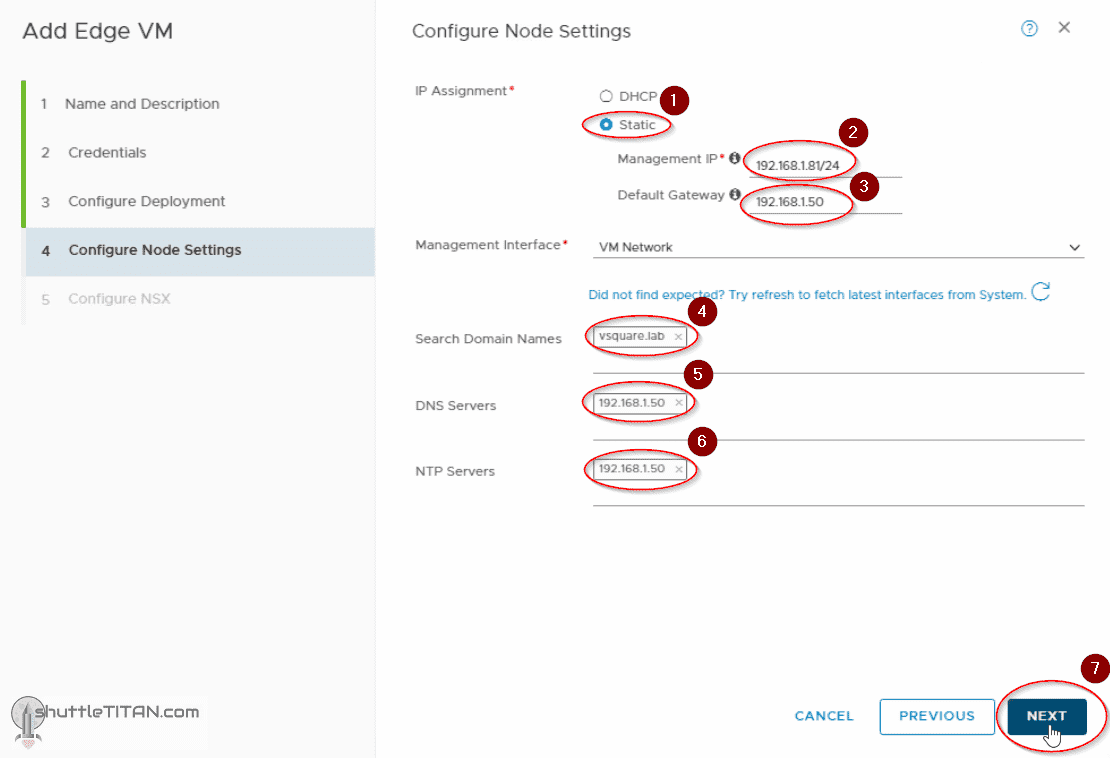 Add Edge VM
1 Name and Description
2 Credentials
3 Configure Deployment
4 Configure Node Settings
5 Configure NSX
Configure Node Settings
IP Assignment*
DHCP
1
Static
2
Management IP* 192.168.1.81/24
3
Default Gateway 192.168.1.50
Management Interface* VM Network
Did not find expected? Try refresh to fetch latest interfaces from System.
4
Search Domain Names vsquare.lab ×
5
DNS Servers 192.168.1.50 ×
6
NTP Servers 192.168.1.50 ×
7
CANCEL PREVIOUS NEXT
shuttleTITAN.com